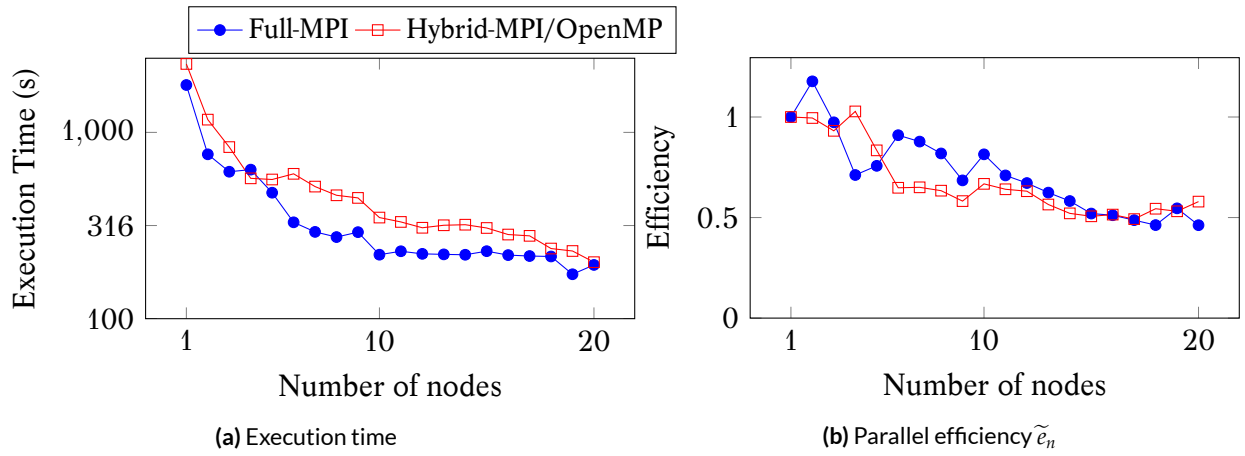 Full-MPI Hybrid-MPI/OpenMP
Execution Time (s)
1,000
316
100
1 10 20
Number of nodes
(a) Execution time
Efficiency
1
0.5
0
1 10 20
Number of nodes
(b) Parallel efficiency ẽₙ